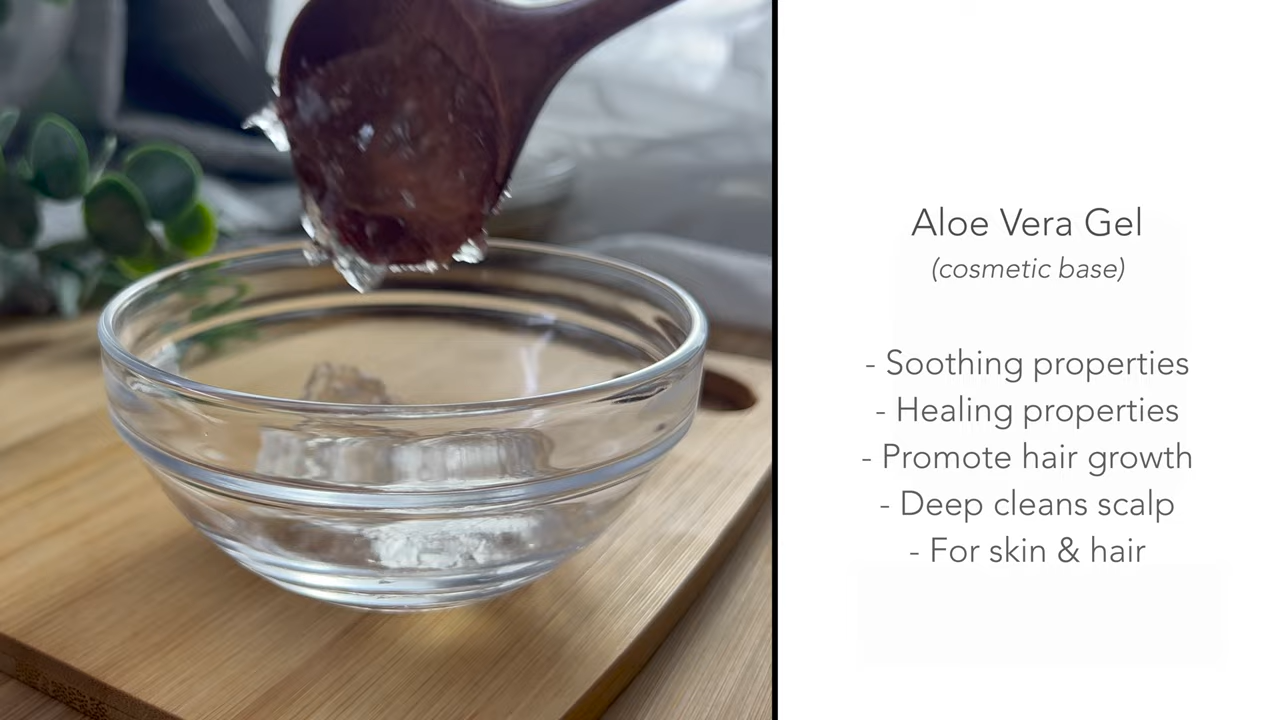 Aloe Vera Gel
(cosmetic base)
- Soothing properties
- Healing properties
- Promote hair growth
- Deep cleans scalp
- For skin & hair